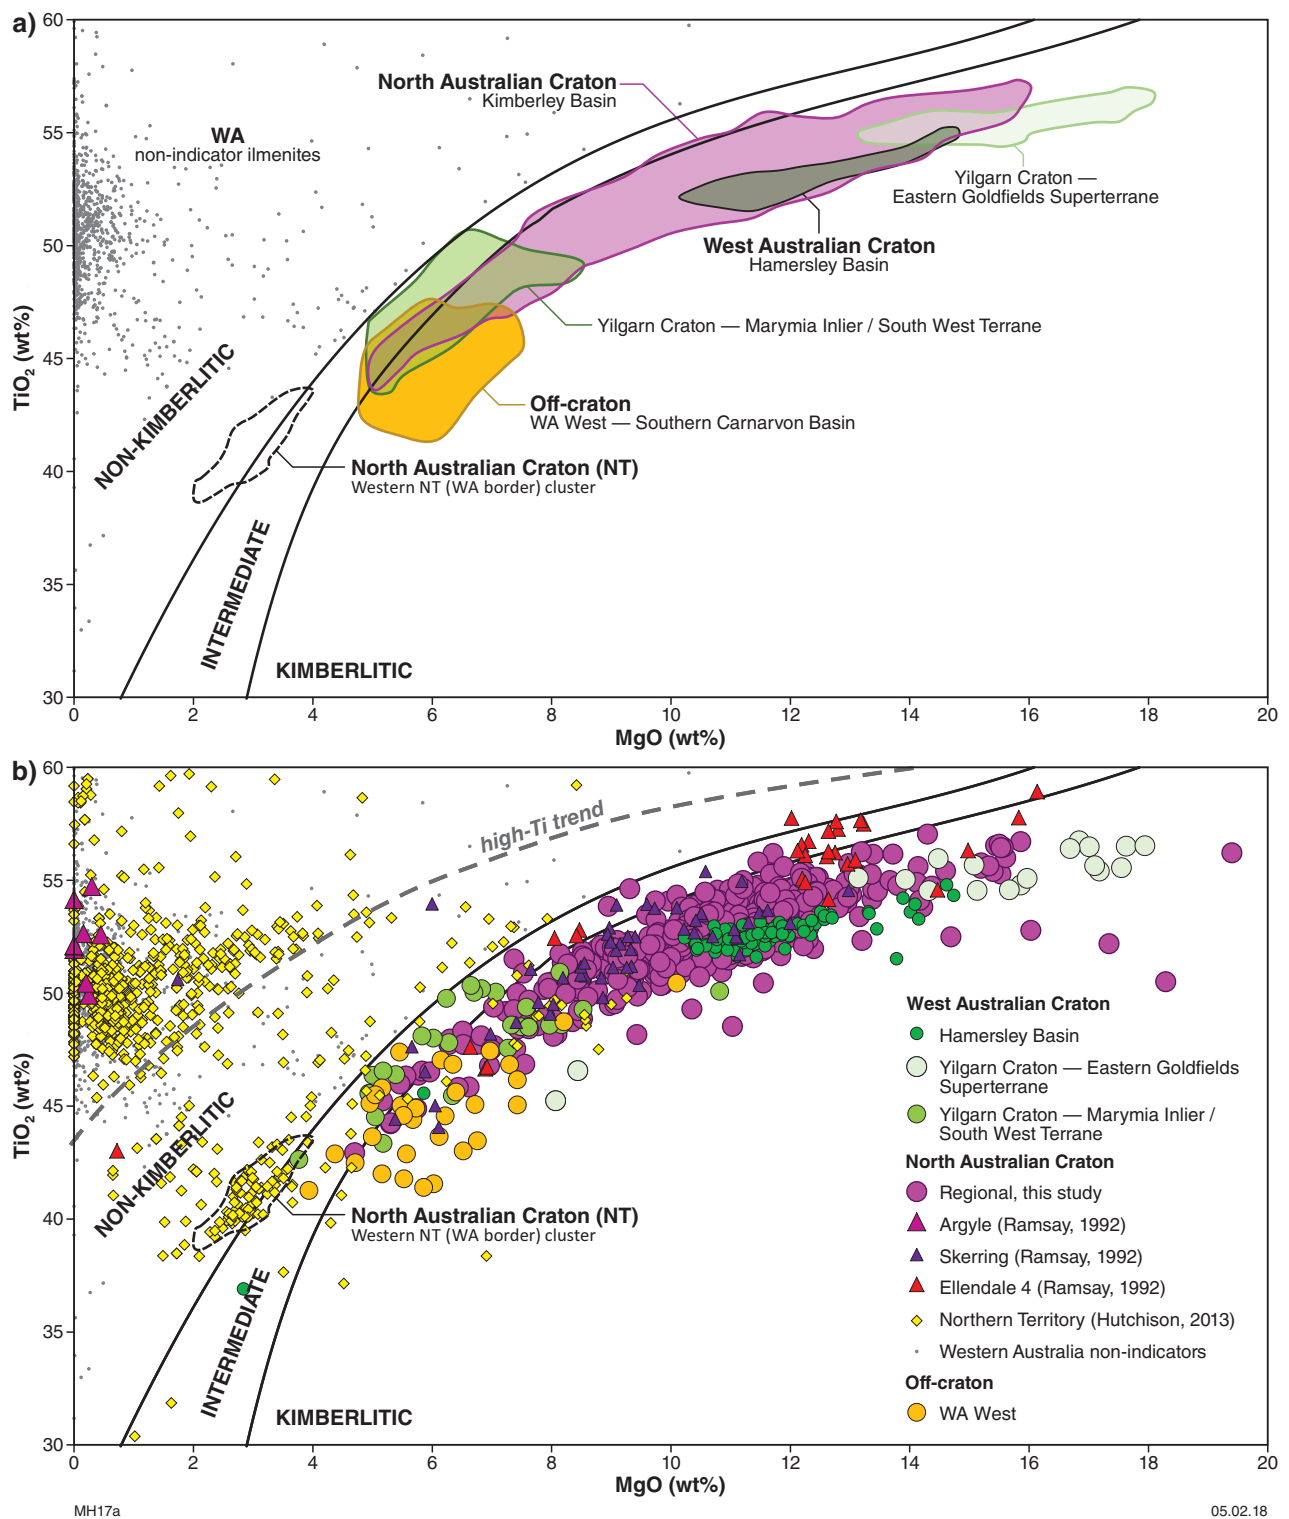 a)
60
55
50
45
40
35
30
TiO2 (wt%)
North Australian Craton
Kimberley Basin
WA
non-indicator ilmenites
Yilgarn Craton —
Eastern Goldfields Superterrane
West Australian Craton
Hamersley Basin
Yilgarn Craton — Marymia Inlier / South West Terrane
Off-craton
WA West — Southern Carnarvon Basin
North Australian Craton (NT)
Western NT (WA border) cluster
NON-KIMBERLITIC
INTERMEDIATE
KIMBERLITIC
0 2 4 6 8 10 12 14 16 18 20
MgO (wt%)
b)
60
55
50
45
40
35
30
TiO2 (wt%)
high-Ti trend
NON-KIMBERLITIC
North Australian Craton (NT)
Western NT (WA border) cluster
INTERMEDIATE
KIMBERLITIC
West Australian Craton
Hamersley Basin
Yilgarn Craton — Eastern Goldfields
Superterrane
Yilgarn Craton — Marymia Inlier /
South West Terrane
North Australian Craton
Regional, this study
Argyle (Ramsay, 1992)
Skerring (Ramsay, 1992)
Ellendale 4 (Ramsay, 1992)
Northern Territory (Hutchison, 2013)
Western Australia non-indicators
Off-craton
WA West
0 2 4 6 8 10 12 14 16 18 20
MgO (wt%)
MH17a
05.02.18